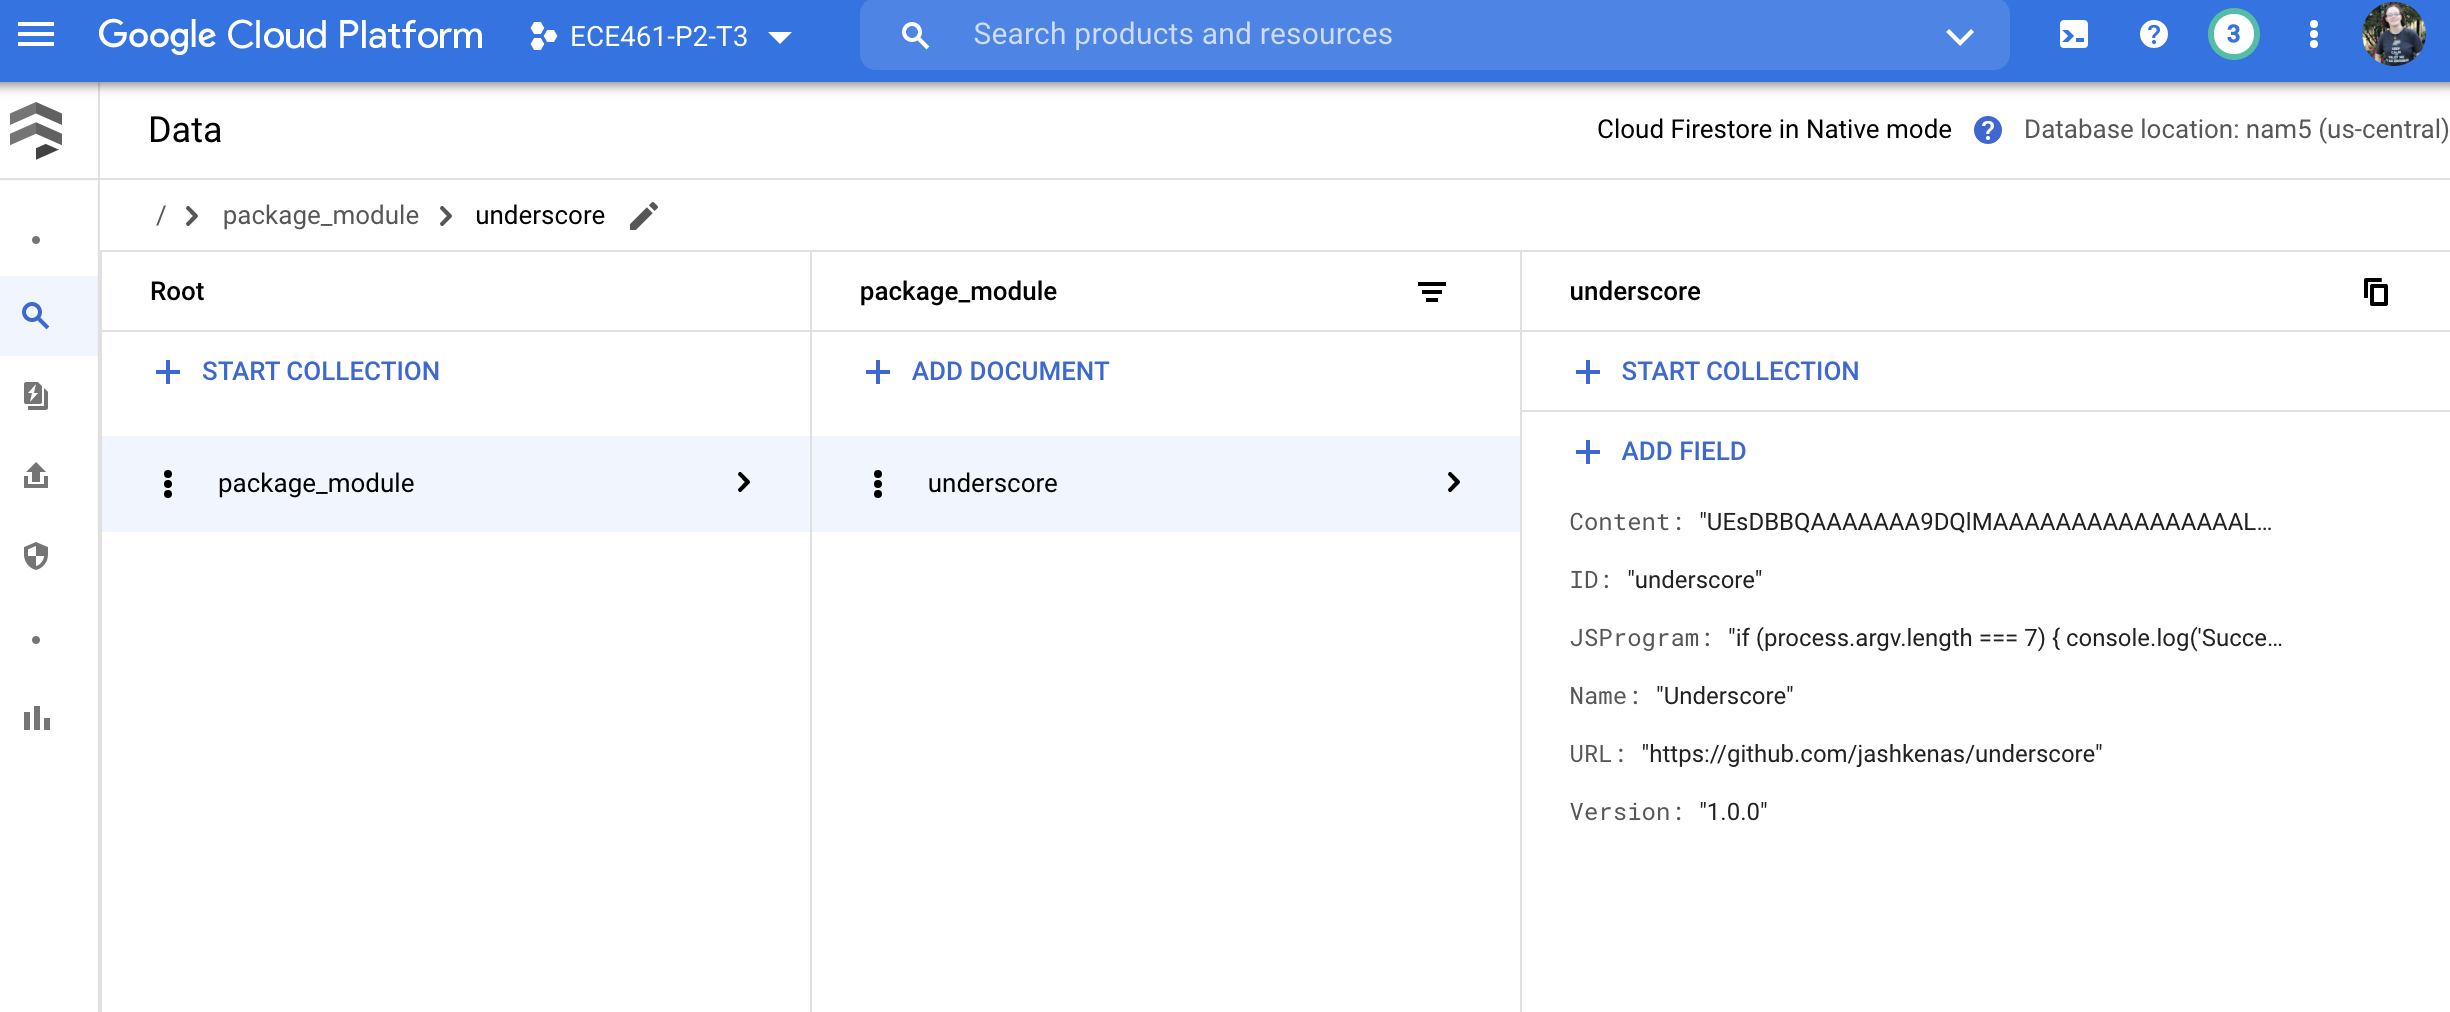 Google Cloud Platform
ECE461-P2-T3
Search products and resources
3
Data
Cloud Firestore in Native mode
Database location: nam5 (us-central)
/ package_module underscore
Root
START COLLECTION
package_module
package_module
ADD DOCUMENT
underscore
underscore
START COLLECTION
ADD FIELD
Content: "UEsDBBQAAAAAAA9DQlMAAAAAAAAAAAAAAAAL...
ID: "underscore"
JSProgram: "if (process.argv.length === 7) { console.log('Succe...
Name: "Underscore"
URL: "https://github.com/jashkenas/underscore"
Version: "1.0.0"